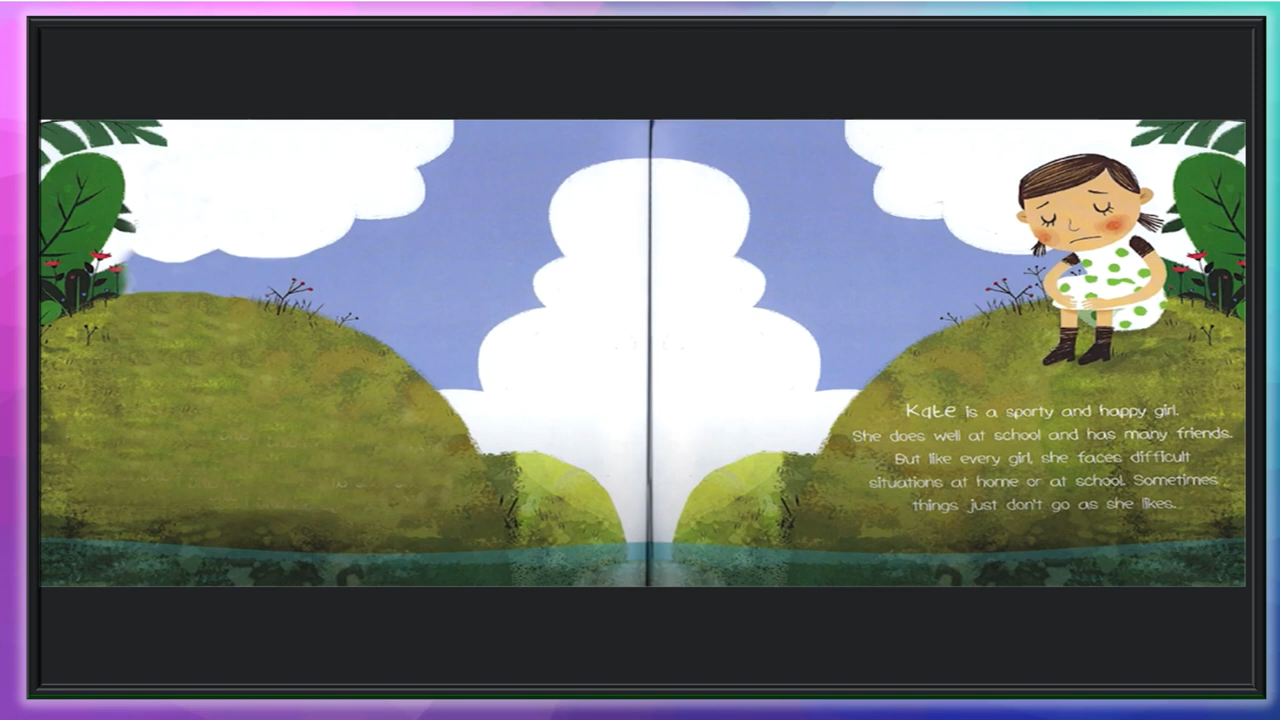 Kate is a sporty and happy girl.
She does well at school and has many friends.
But like every girl, she faces difficult
situations at home or at school. Sometimes
things just don't go as she likes..